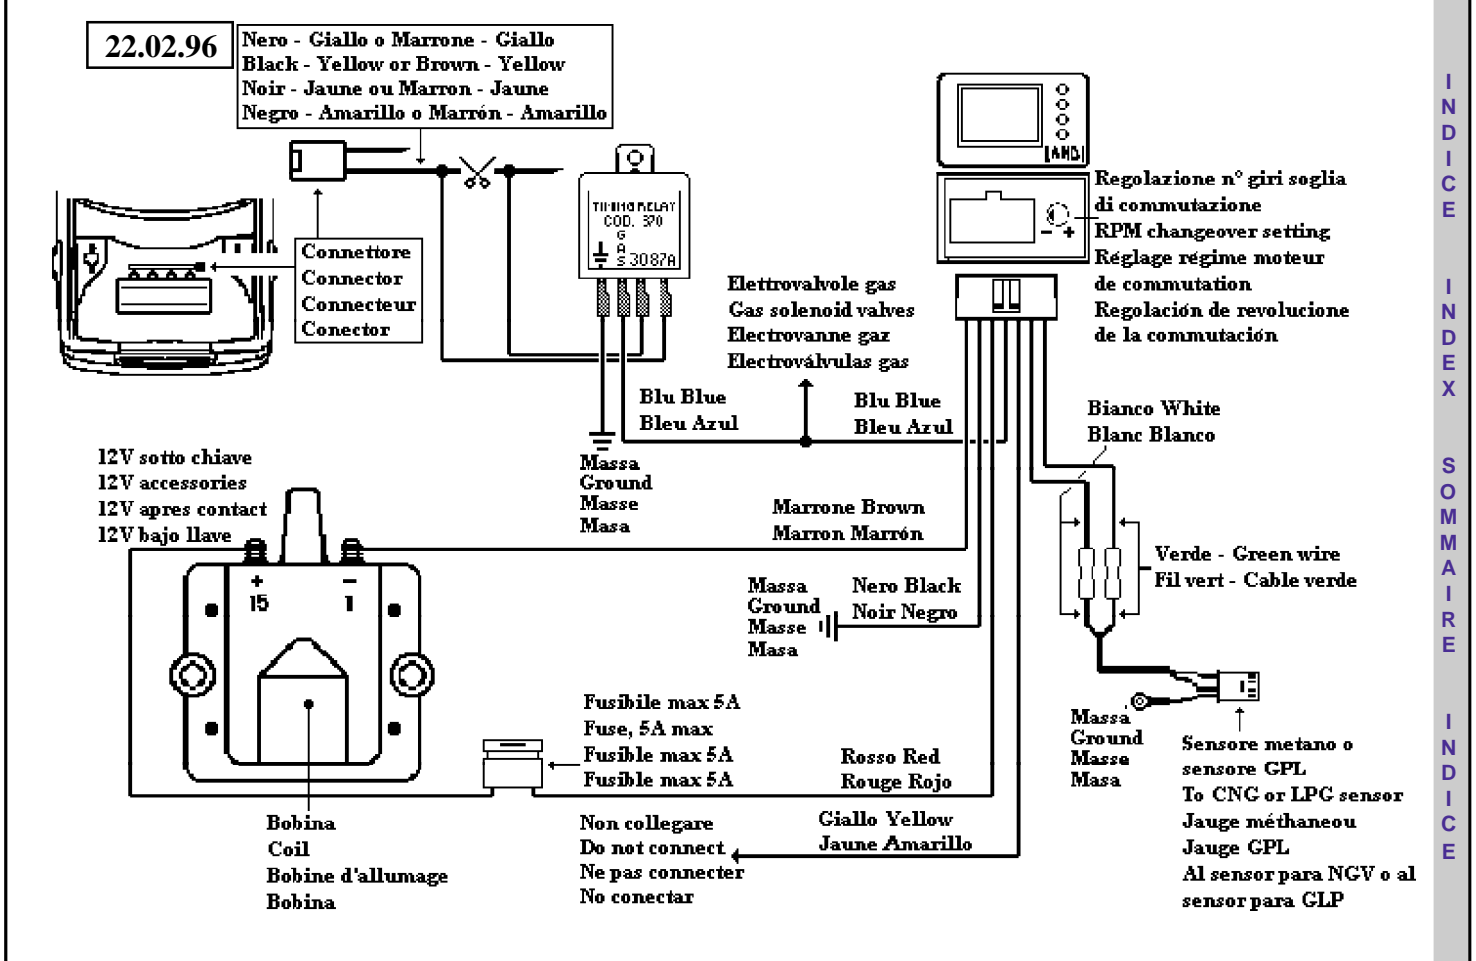 22.02.96
Nero - Giallo o Marrone - Giallo
Black - Yellow or Brown - Yellow
Noir - Jaune ou Marron - Jaune
Negro - Amarillo o Marrón - Amarillo
Connettore
Connector
Connecteur
Conector
TIMING RELAY
COD. 370
G
A
S 30 87A
[AMD]
Regolazione n° giri soglia
di commutazione
RPM changeover setting
Réglage régime moteur
de commutation
Regolación de revolucione
de la commutación
- +
Elettrovalvole gas
Gas solenoid valves
Electrovanne gaz
Electroválvulas gas
Blu Blue
Bleu Azul
Blu Blue
Bleu Azul
Massa
Ground
Masse
Masa
Bianco White
Blanc Blanco
12V sotto chiave
12V accessories
12V apres contact
12V bajo llave
+
15
-
1
Marrone Brown
Marron Marrón
Verde - Green wire
Fil vert - Cable verde
Massa
Ground
Masse
Masa
Nero Black
Noir Negro
Fusibile max 5A
Fuse, 5A max
Fusible max 5A
Fusible max 5A
Rosso Red
Rouge Rojo
Massa
Ground
Masse
Masa
Sensore metano o
sensore GPL
To CNG or LPG sensor
Jauge méthaneou
Jauge GPL
Al sensor para NGV o al
sensor para GLP
Bobina
Coil
Bobine d'allumage
Bobina
Non collegare
Do not connect
Ne pas connecter
No conectar
Giallo Yellow
Jaune Amarillo
INDICE
INDEX
SOMMAIRE
INDICE